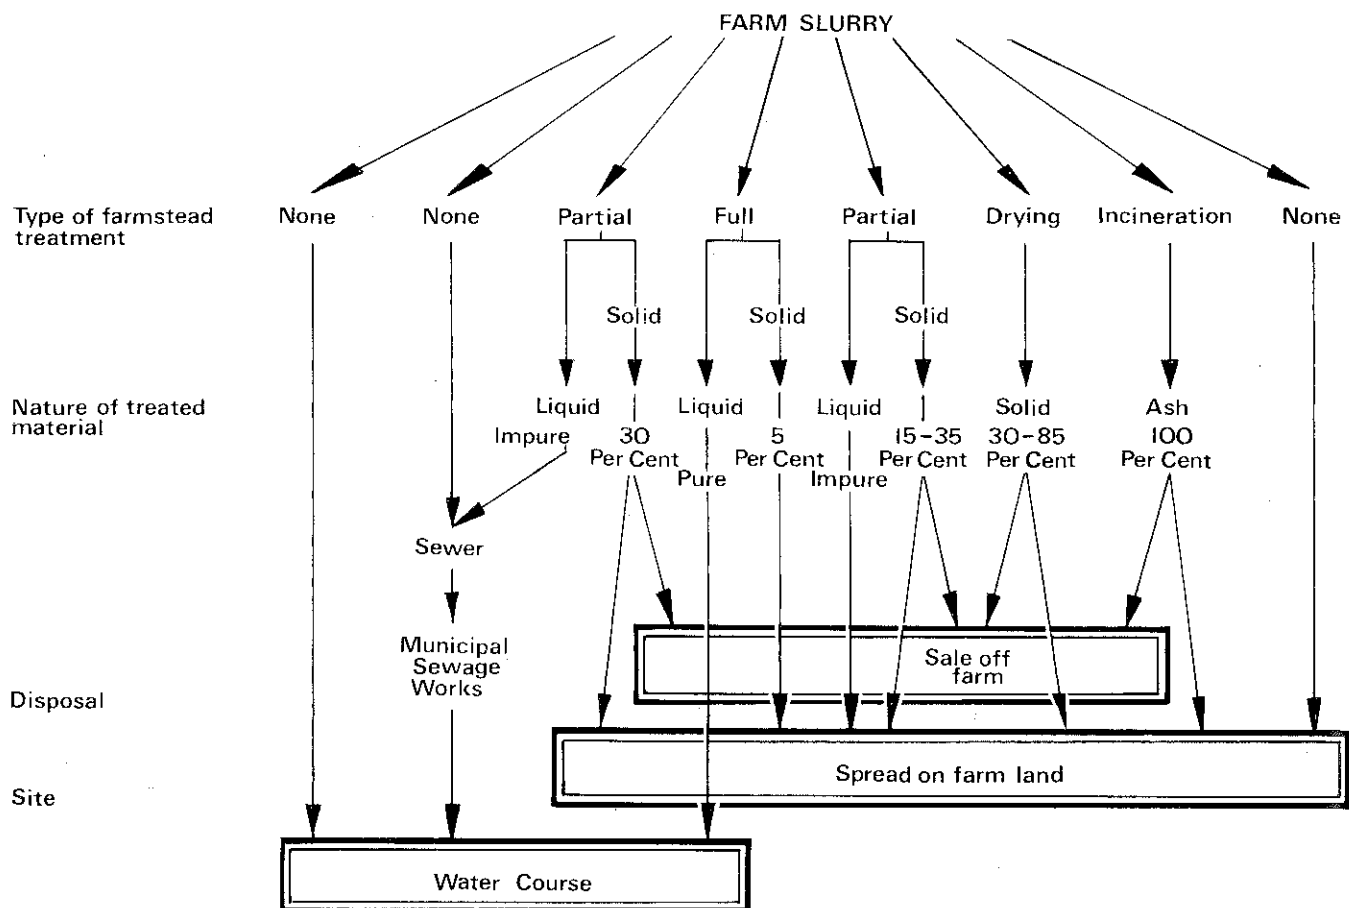 FARM SLURRY
Type of farmstead
treatment
None
None
Partial
Full
Partial
Drying
Incineration
None
Solid
Solid
Solid
Nature of treated
material
Liquid
Impure
30
Per Cent
Liquid
Pure
5
Per Cent
Liquid
Impure
15-35
Per Cent
Solid
30-85
Per Cent
Ash
100
Per Cent
Sewer
Municipal
Sewage
Works
Sale off
farm
Disposal
Spread on farm land
Site
Water Course